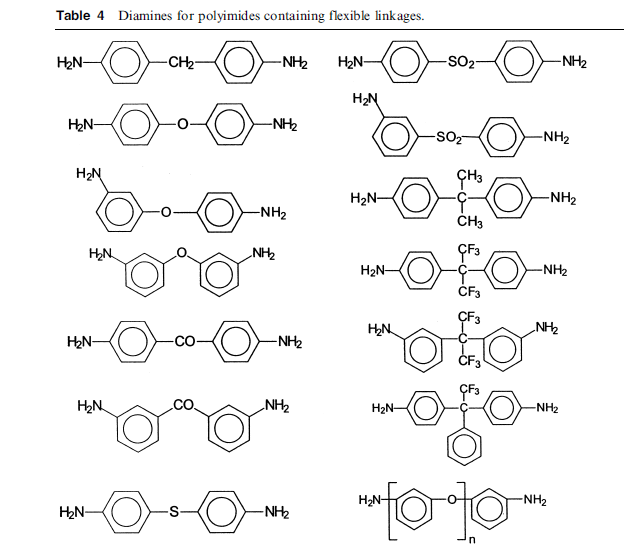 Table 4 Diamines for polyimides containing flexible linkages.
H₂N CH₂ NH₂
H₂N SO₂ NH₂
H₂N O NH₂
H₂N
SO₂ NH₂
H₂N
O NH₂
CH₃
H₂N C NH₂
CH₃
H₂N O NH₂
CF₃
H₂N C NH₂
CF₃
H₂N CO NH₂
CF₃
H₂N C NH₂
CF₃
H₂N CO NH₂
CF₃
H₂N C NH₂
H₂N S NH₂
H₂N O NH₂
n